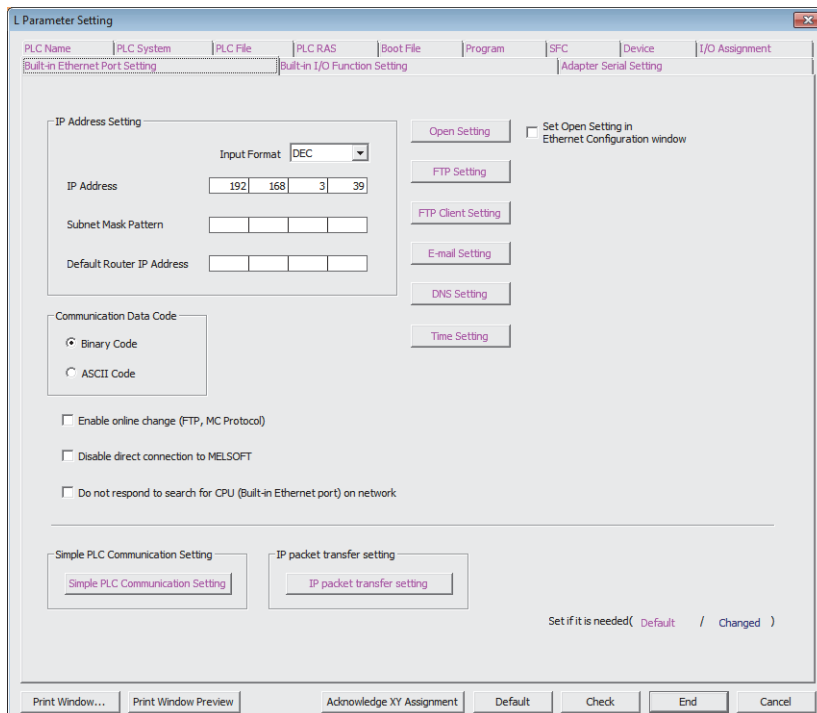 L Parameter Setting
PLC Name PLC System PLC File PLC RAS Boot File Program SFC Device I/O Assignment
Built-in Ethernet Port Setting Built-in I/O Function Setting Adapter Serial Setting
IP Address Setting
Input Format DEC
IP Address 192 168 3 39
Subnet Mask Pattern
Default Router IP Address
Open Setting
Set Open Setting in
Ethernet Configuration window
FTP Setting
FTP Client Setting
E-mail Setting
DNS Setting
Time Setting
Communication Data Code
Binary Code
ASCII Code
Enable online change (FTP, MC Protocol)
Disable direct connection to MELSOFT
Do not respond to search for CPU (Built-in Ethernet port) on network
Simple PLC Communication Setting
Simple PLC Communication Setting
IP packet transfer setting
IP packet transfer setting
Set if it is needed( Default / Changed )
Print Window... Print Window Preview Acknowledge XY Assignment Default Check End Cancel